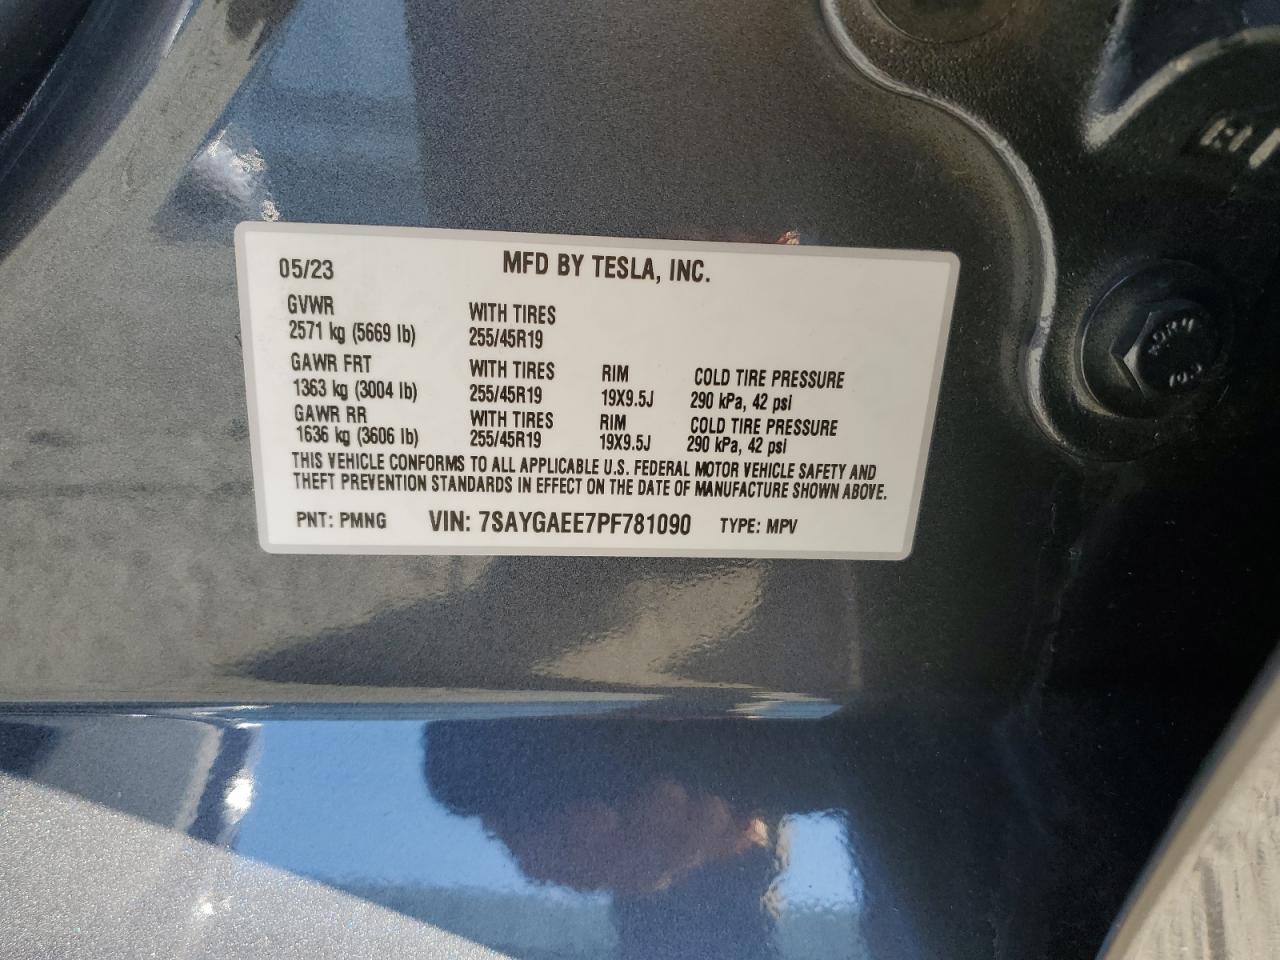 05/23 MFD BY TESLA, INC.
GVWR WITH TIRES
2571 kg (5669 lb) 255/45R19
GAWR FRT WITH TIRES RIM COLD TIRE PRESSURE
1363 kg (3004 lb) 255/45R19 19X9.5J 290 kPa, 42 psi
GAWR RR WITH TIRES RIM COLD TIRE PRESSURE
1636 kg (3606 lb) 255/45R19 19X9.5J 290 kPa, 42 psi
THIS VEHICLE CONFORMS TO ALL APPLICABLE U.S. FEDERAL MOTOR VEHICLE SAFETY AND
THEFT PREVENTION STANDARDS IN EFFECT ON THE DATE OF MANUFACTURE SHOWN ABOVE.
PNT: PMNG VIN: 7SAYGAEE7PF781090 TYPE: MPV